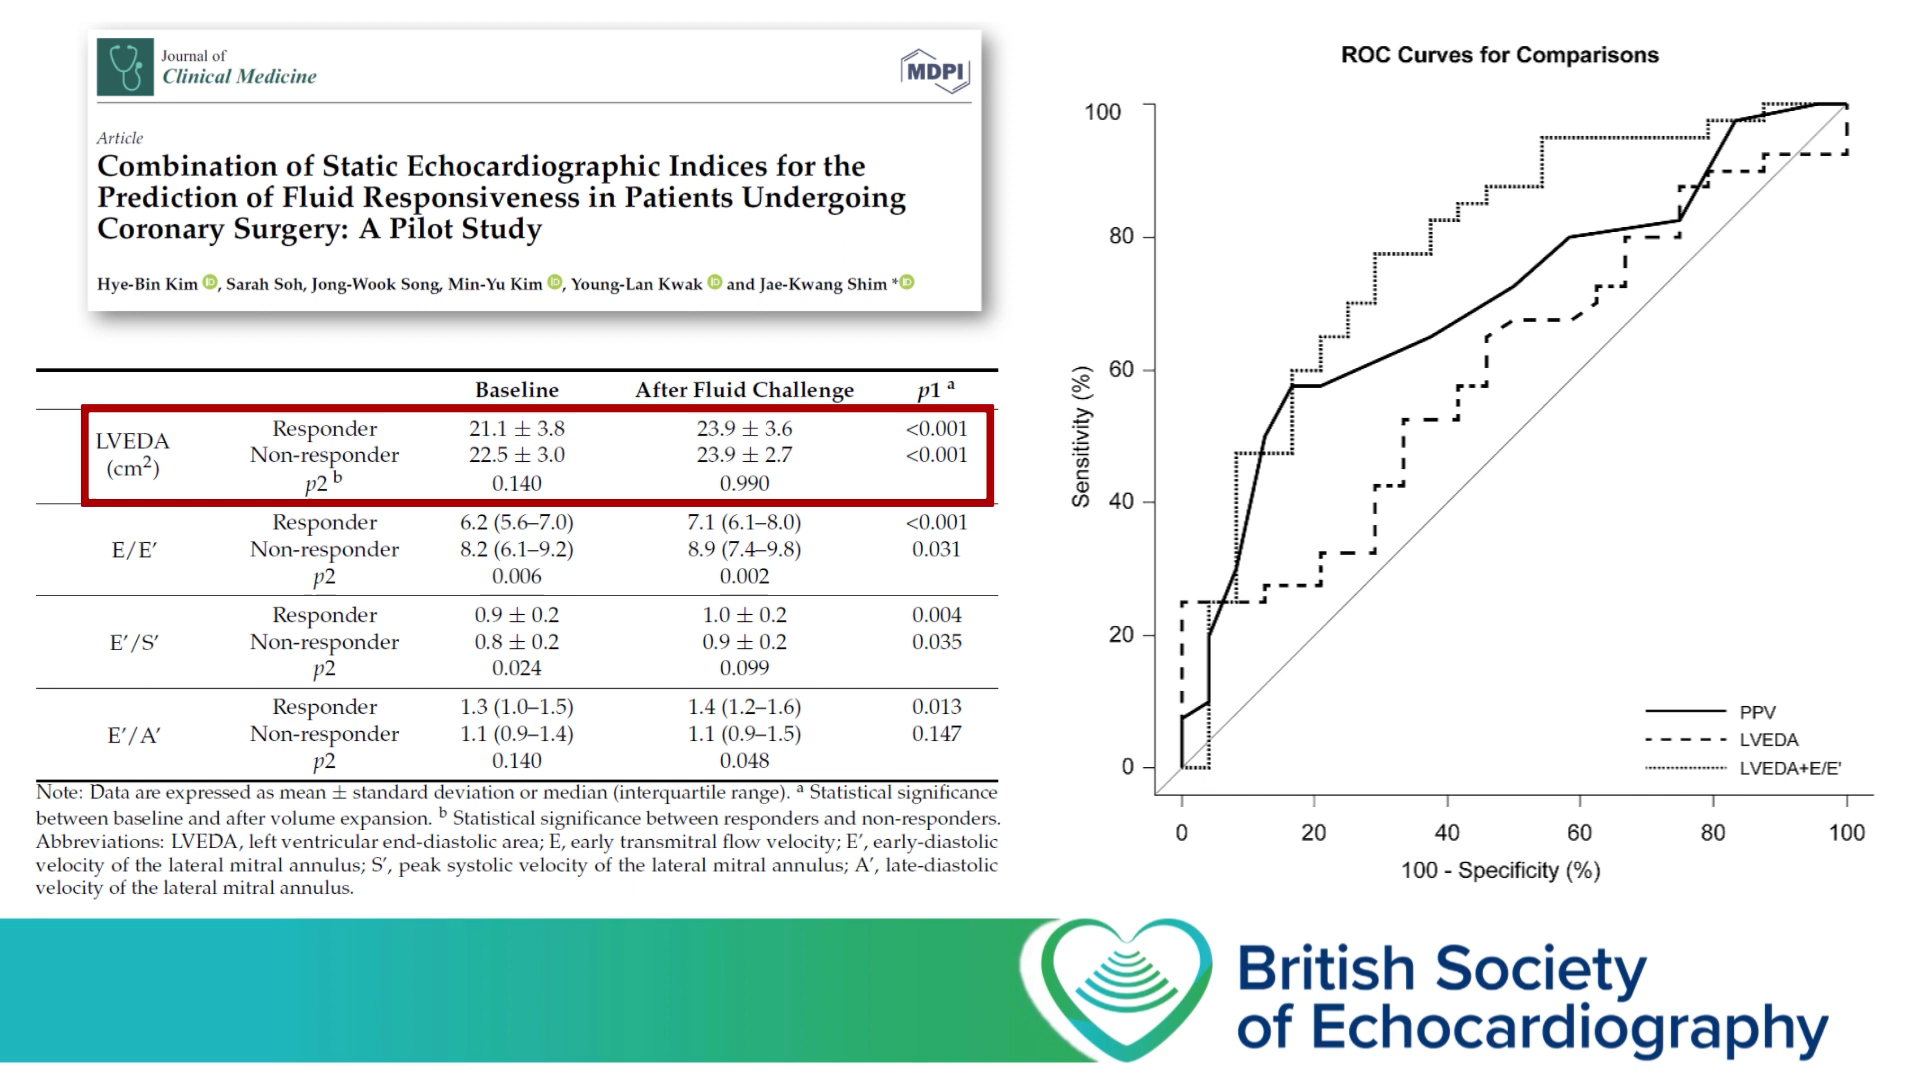 Journal of
Clinical Medicine
MDPI
Article
Combination of Static Echocardiographic Indices for the
Prediction of Fluid Responsiveness in Patients Undergoing
Coronary Surgery: A Pilot Study
Hye-Bin Kim iD, Sarah Soh, Jong-Wook Song, Min-Yu Kim iD, Young-Lan Kwak iD and Jae-Kwang Shim * iD
Baseline After Fluid Challenge p1 a
LVEDA (cm2)
Responder 21.1 ± 3.8 23.9 ± 3.6 <0.001
Non-responder 22.5 ± 3.0 23.9 ± 2.7 <0.001
p2 b 0.140 0.990
E/E′
Responder 6.2 (5.6–7.0) 7.1 (6.1–8.0) <0.001
Non-responder 8.2 (6.1–9.2) 8.9 (7.4–9.8) 0.031
p2 0.006 0.002
E′/S′
Responder 0.9 ± 0.2 1.0 ± 0.2 0.004
Non-responder 0.8 ± 0.2 0.9 ± 0.2 0.035
p2 0.024 0.099
E′/A′
Responder 1.3 (1.0–1.5) 1.4 (1.2–1.6) 0.013
Non-responder 1.1 (0.9–1.4) 1.1 (0.9–1.5) 0.147
p2 0.140 0.048
Note: Data are expressed as mean ± standard deviation or median (interquartile range). a Statistical significance
between baseline and after volume expansion. b Statistical significance between responders and non-responders.
Abbreviations: LVEDA, left ventricular end-diastolic area; E, early transmitral flow velocity; E′, early-diastolic
velocity of the lateral mitral annulus; S′, peak systolic velocity of the lateral mitral annulus; A′, late-diastolic
velocity of the lateral mitral annulus.
ROC Curves for Comparisons
Sensitivity (%)
100
80
60
40
20
0
PPV
LVEDA
LVEDA+E/E'
0 20 40 60 80 100
100 - Specificity (%)
British Society
of Echocardiography